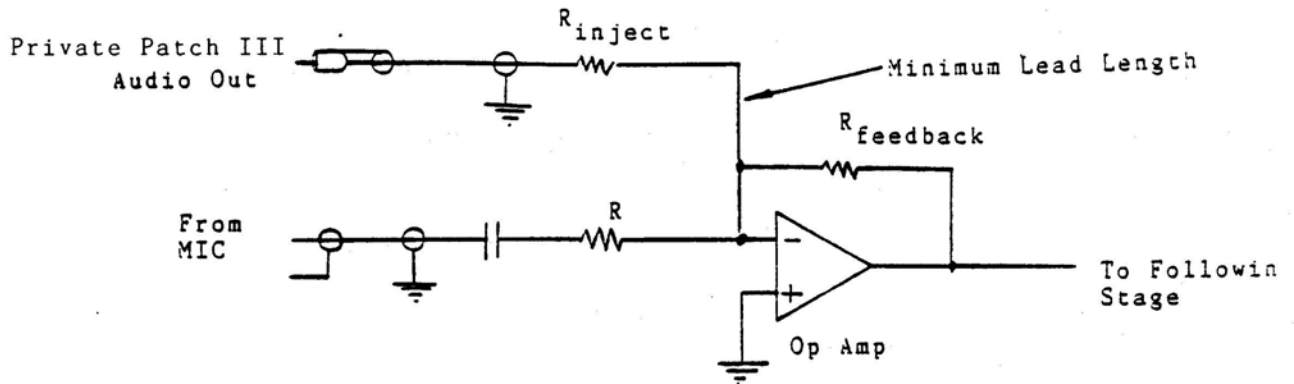 R inject
Private Patch III
Audio Out
Minimum Lead Length
R feedback
From
MIC
R
-
+
To Followin
Stage
Op Amp